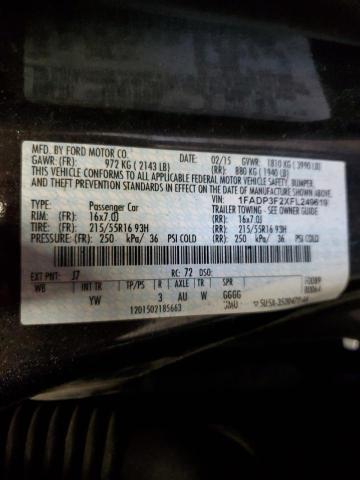 MFD. BY FORD MOTOR CO. 02/15 GVWR: 1810 KG ( 3990 LB)
GAWR: (FR): 972 KG ( 2143 LB) (RR): 880 KG ( 1940 LB)
THIS VEHICLE CONFORMS TO ALL APPLICABLE FEDERAL MOTOR VEHICLE SAFETY, BUMPER,
AND THEFT PREVENTION STANDARDS IN EFFECT ON THE DATE OF MANUFACTURE SHOWN ABOVE.
VIN: 1FADP3F2XFL249619
TYPE: Passenger Car TRAILER TOWING - SEE OWNER GUIDE
RIM: (FR): 16x7.0J (RR): 16x7.0J
TIRE: (FR): 215/55R16 93H (RR): 215/55R16 93H
PRESSURE: (FR): 250 kPa/ 36 PSI COLD (RR): 250 kPa/ 36 PSI COLD
EXT PNT: J7 RC: 72 DSO:
WB INT TR TP/PS R AXLE TR SPR
YW 3 AU W GGGG
1201502185663